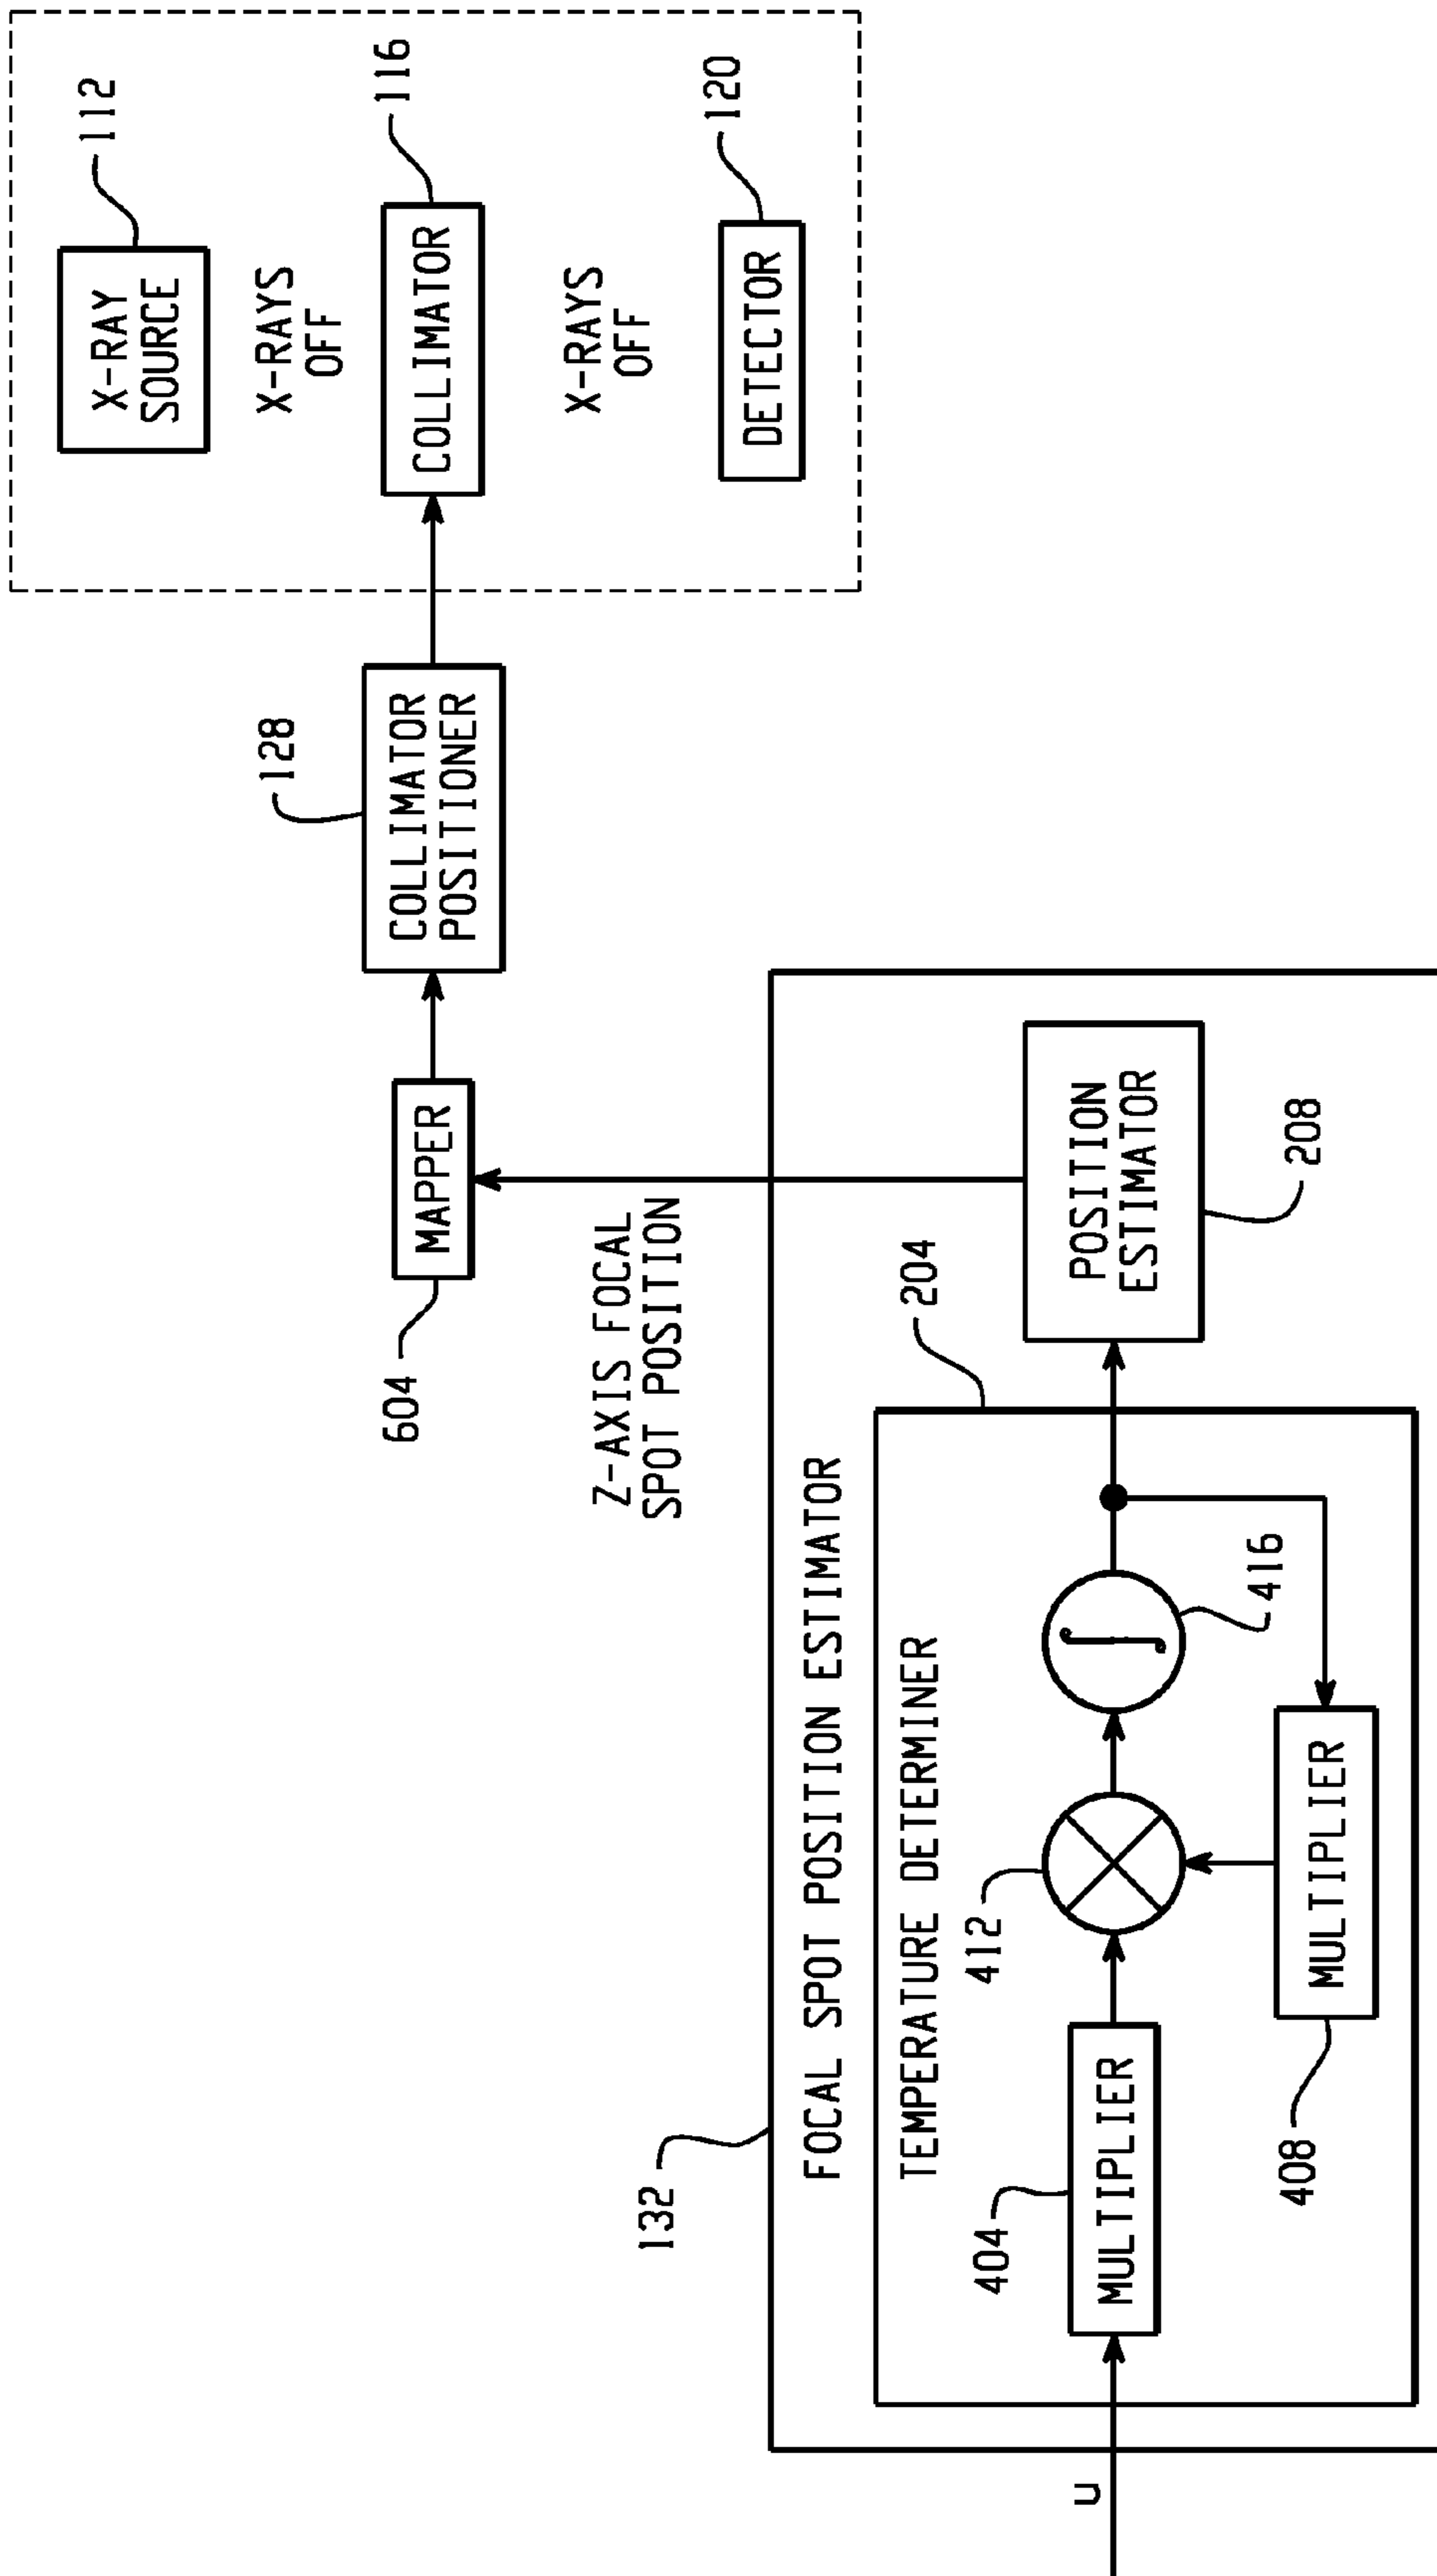 112
X-RAY
SOURCE
X-RAYS
OFF
116
COLLIMATOR
X-RAYS
OFF
120
DETECTOR
128
COLLIMATOR
POSITIONER
MAPPER
604
Z-AXIS FOCAL
SPOT POSITION
132
FOCAL SPOT POSITION ESTIMATOR
204
TEMPERATURE DETERMINER
POSITION
ESTIMATOR
208
u
404
MULTIPLIER
412
∫
416
MULTIPLIER
408